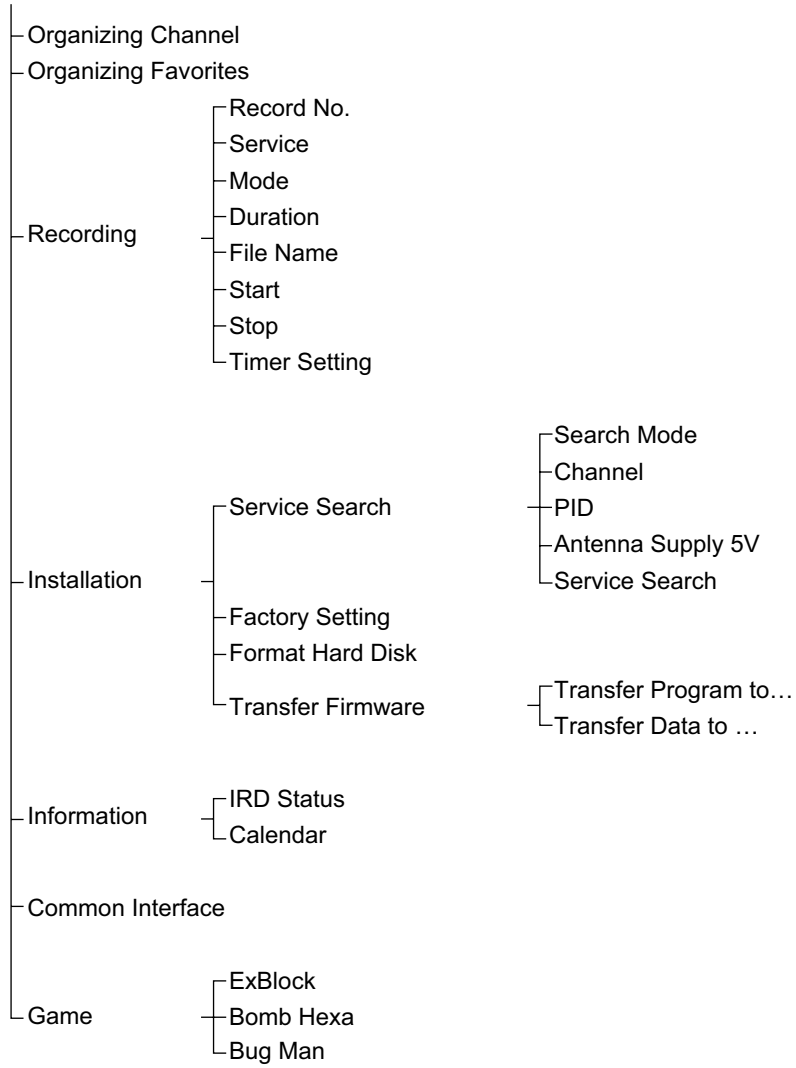 Organizing Channel
Organizing Favorites
Recording
Record No.
Service
Mode
Duration
File Name
Start
Stop
Timer Setting
Installation
Service Search
Search Mode
Channel
PID
Antenna Supply 5V
Service Search
Factory Setting
Format Hard Disk
Transfer Firmware
Transfer Program to…
Transfer Data to …
Information
IRD Status
Calendar
Common Interface
Game
ExBlock
Bomb Hexa
Bug Man